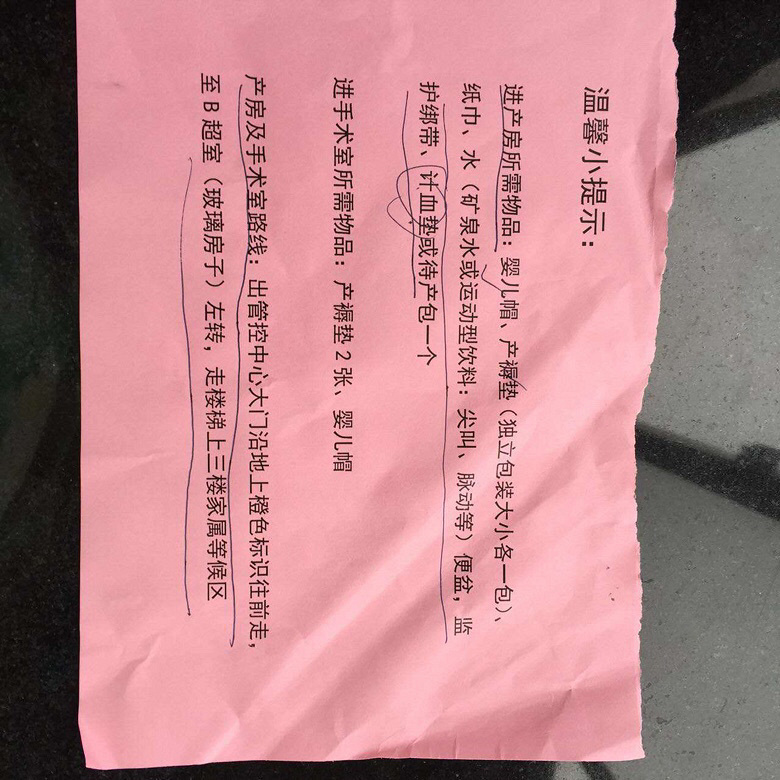 温馨小提示：
进产房所需物品：婴儿帽、产褥垫（独立包装大小各一包）、
纸巾、水（矿泉水或运动型饮料：尖叫、脉动等）便盆，监
护绑带、计血垫或待产包一个
进手术室所需物品：产褥垫2张、婴儿帽
产房及手术室路线：出管控中心大门沿地上橙色标识往前走，
至B超室（玻璃房子）左转，走楼梯上三楼家属等候区